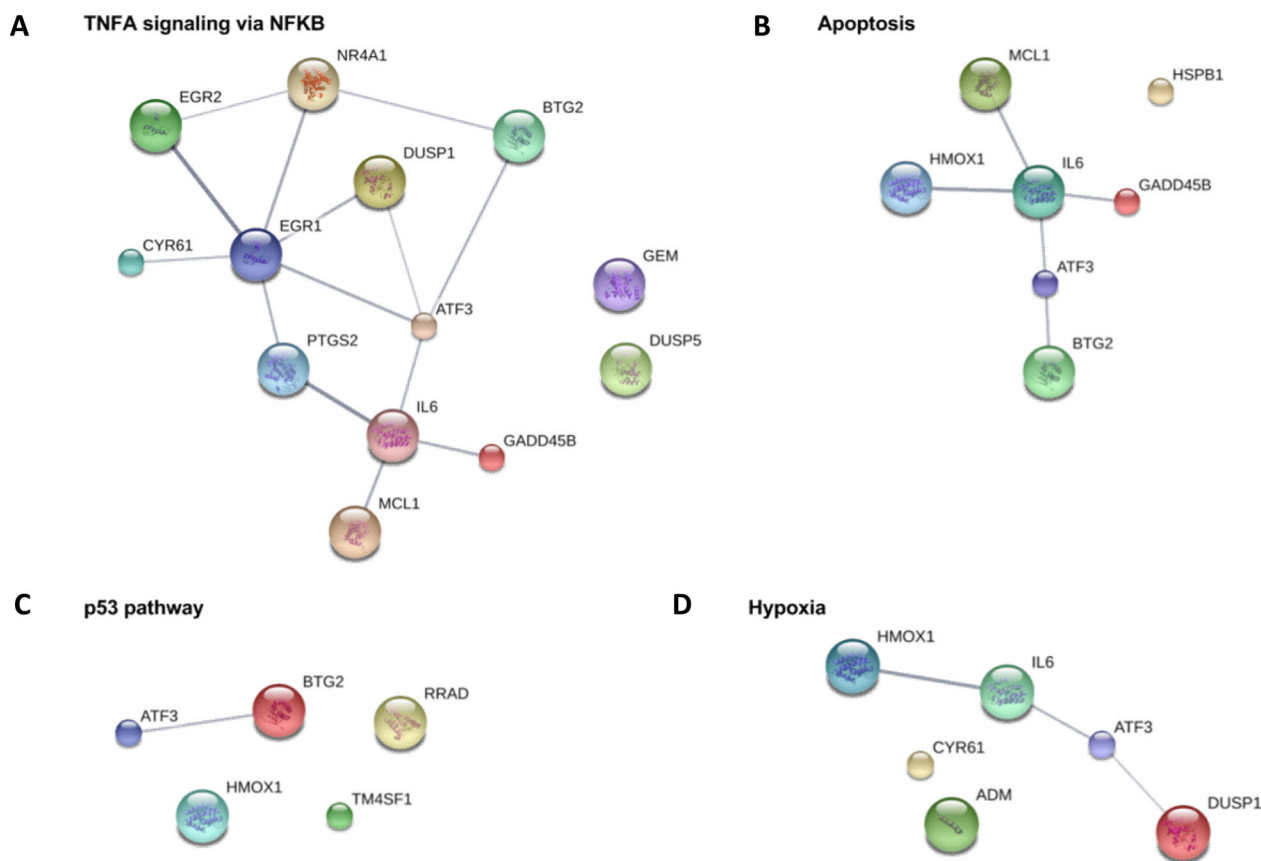 A TNFA signaling via NFKB
NR4A1
EGR2
BTG2
DUSP1
EGR1
CYR61
GEM
ATF3
PTGS2
DUSP5
IL6
GADD45B
MCL1
B Apoptosis
MCL1
HSPB1
HMOX1
IL6
GADD45B
ATF3
BTG2
C p53 pathway
BTG2
RRAD
ATF3
HMOX1
TM4SF1
D Hypoxia
HMOX1
IL6
ATF3
CYR61
ADM
DUSP1